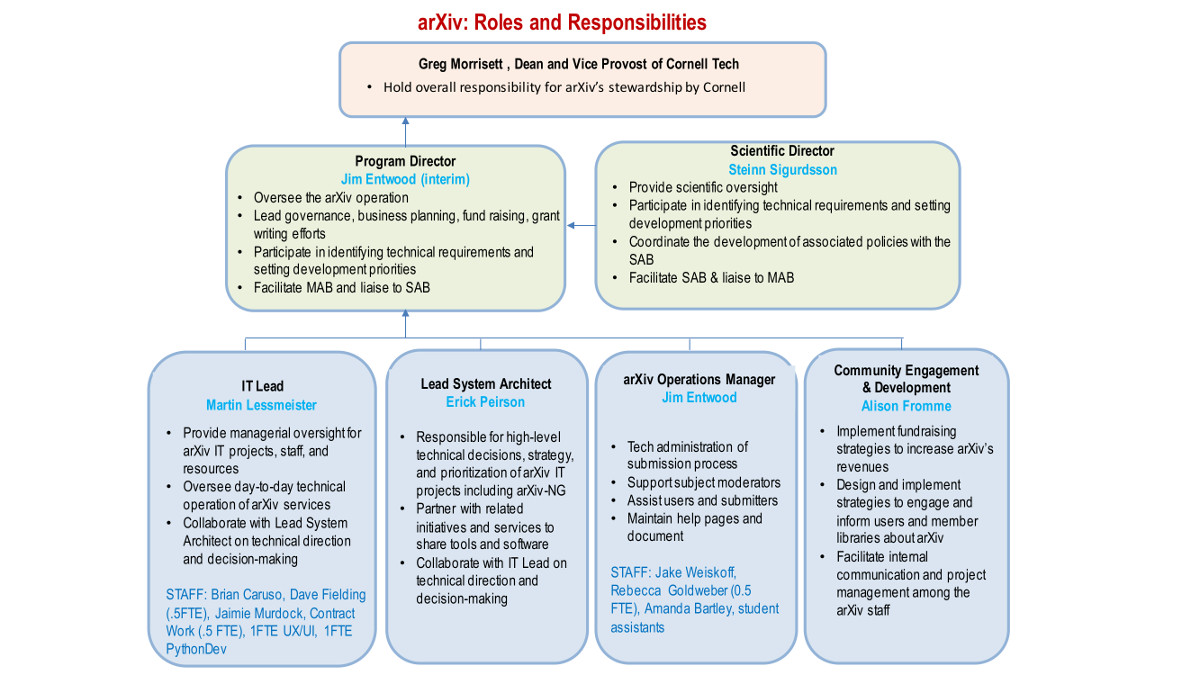 arXiv: Roles and Responsibilities
Greg Morrisett , Dean and Vice Provost of Cornell Tech
• Hold overall responsibility for arXiv's stewardship by Cornell
Program Director
Jim Entwood (interim)
• Oversee the arXiv operation
• Lead governance, business planning, fund raising, grant
writing efforts
• Participate in identifying technical requirements and
setting development priorities
• Facilitate MAB and liaise to SAB
Scientific Director
Steinn Sigurdsson
• Provide scientific oversight
• Participate in identifying technical requirements and setting
development priorities
• Coordinate the development of associated policies with the
SAB
• Facilitate SAB & liaise to MAB
IT Lead
Martin Lessmeister
• Provide managerial oversight for
arXiv IT projects, staff, and
resources
• Oversee day-to-day technical
operation of arXiv services
• Collaborate with Lead System
Architect on technical direction
and decision-making
STAFF: Brian Caruso, Dave Fielding
(.5FTE), Jaimie Murdock, Contract
Work (.5 FTE), 1FTE UX/UI, 1FTE
PythonDev
Lead System Architect
Erick Peirson
• Responsible for high-level
technical decisions, strategy,
and prioritization of arXiv IT
projects including arXiv-NG
• Partner with related
initiatives and services to
share tools and software
• Collaborate with IT Lead on
technical direction and
decision-making
arXiv Operations Manager
Jim Entwood
• Tech administration of
submission process
• Support subject moderators
• Assist users and submitters
• Maintain help pages and
document
STAFF: Jake Weiskoff,
Rebecca Goldweber (0.5
FTE), Amanda Bartley, student
assistants
Community Engagement
& Development
Alison Fromme
• Implement fundraising
strategies to increase arXiv's
revenues
• Design and implement
strategies to engage and
inform users and member
libraries about arXiv
• Facilitate internal
communication and project
management among the
arXiv staff